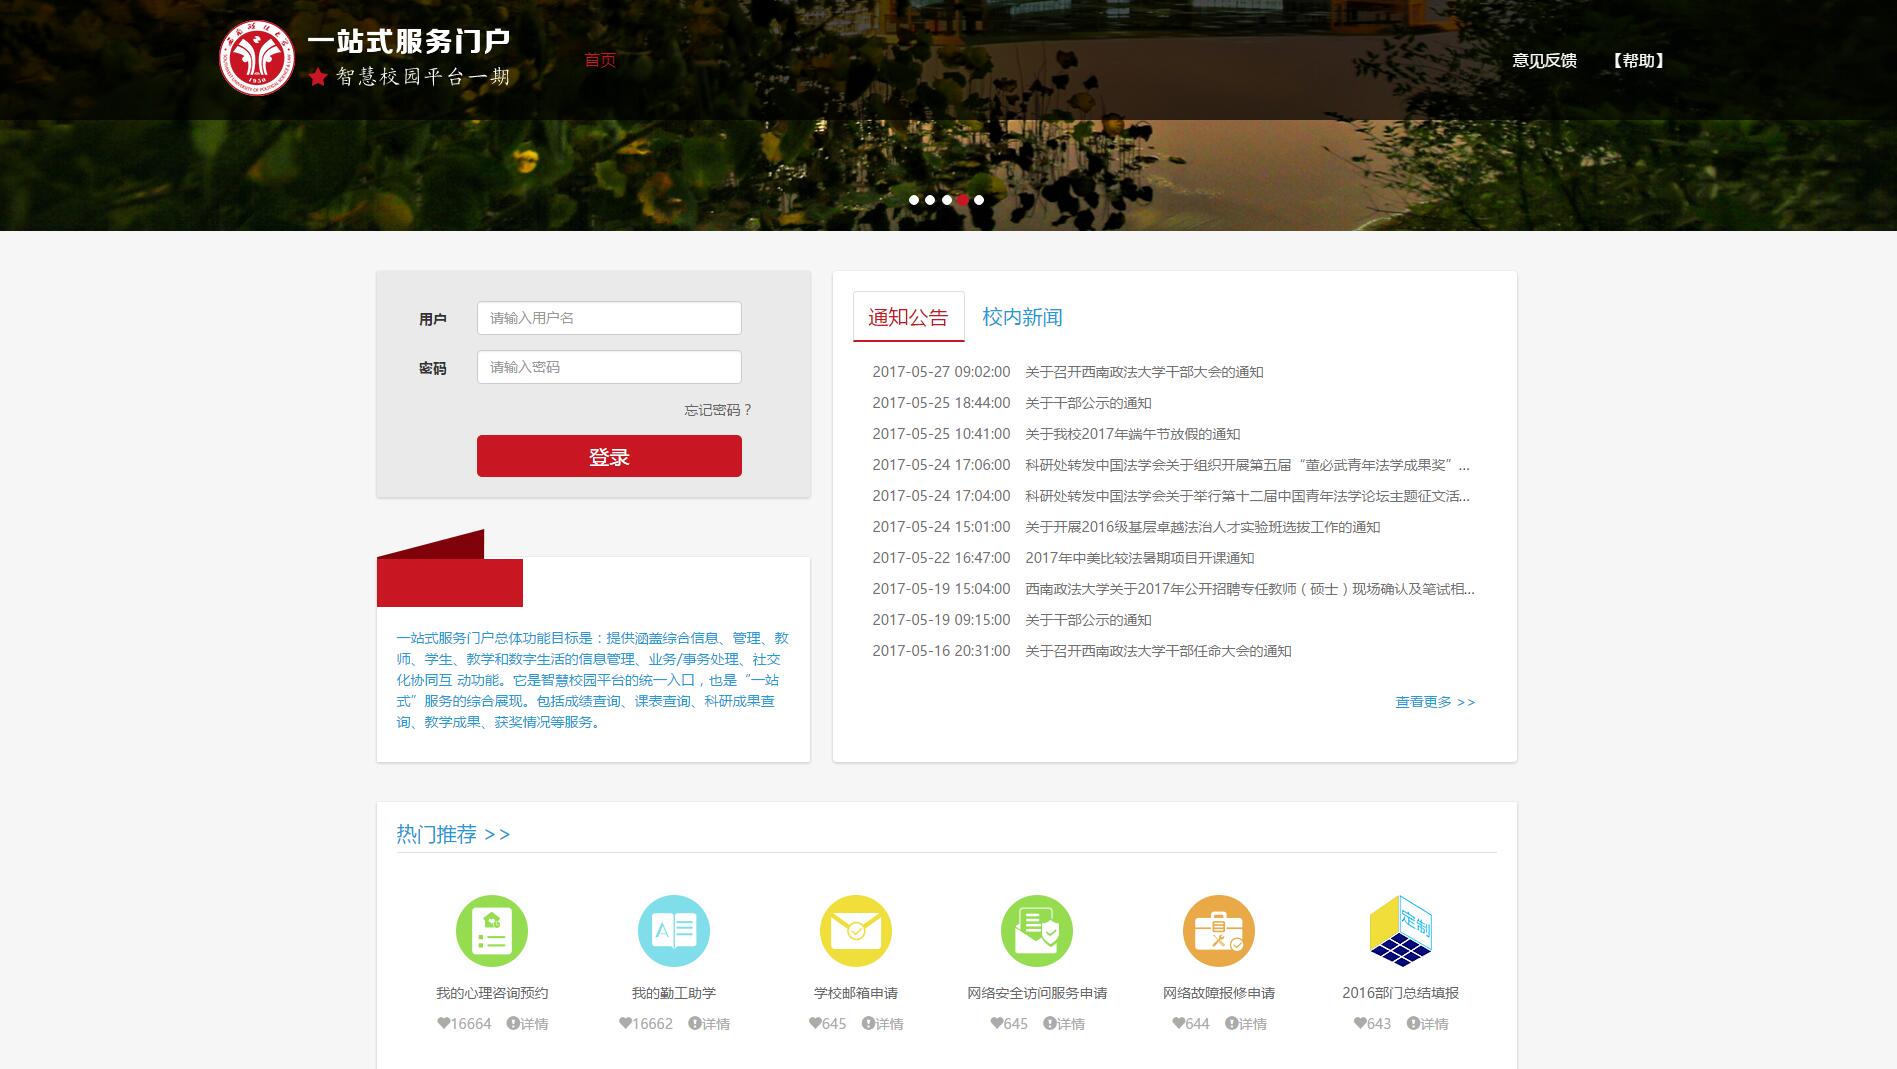 一站式服务门户
智慧校园平台一期
首页
意见反馈
【帮助】
用户
请输入用户名
密码
请输入密码
忘记密码？
登录
一站式服务门户总体功能目标是：提供涵盖综合信息、管理、教
师、学生、教学和数字生活的信息管理、业务/事务处理、社交
化协同互 动功能。它是智慧校园平台的统一入口，也是“一站
式”服务的综合展现。包括成绩查询、课表查询、科研成果查
询、教学成果、获奖情况等服务。
通知公告 校内新闻
2017-05-27 09:02:00 关于召开西南政法大学干部大会的通知
2017-05-25 18:44:00 关于干部公示的通知
2017-05-25 10:41:00 关于我校2017年端午节放假的通知
2017-05-24 17:06:00 科研处转发中国法学会关于组织开展第五届“董必武青年法学成果奖”...
2017-05-24 17:04:00 科研处转发中国法学会关于举行第十二届中国青年法学论坛主题征文活...
2017-05-24 15:01:00 关于开展2016级基层卓越法治人才实验班选拔工作的通知
2017-05-22 16:47:00 2017年中美比较法暑期项目开课通知
2017-05-19 15:04:00 西南政法大学关于2017年公开招聘专任教师（硕士）现场确认及笔试相...
2017-05-19 09:15:00 关于干部公示的通知
2017-05-16 20:31:00 关于召开西南政法大学干部任命大会的通知
查看更多 >>
热门推荐 >>
定制
我的心理咨询预约
16664 详情
我的勤工助学
16662 详情
学校邮箱申请
645 详情
网络安全访问服务申请
645 详情
网络故障报修申请
644 详情
2016部门总结填报
643 详情